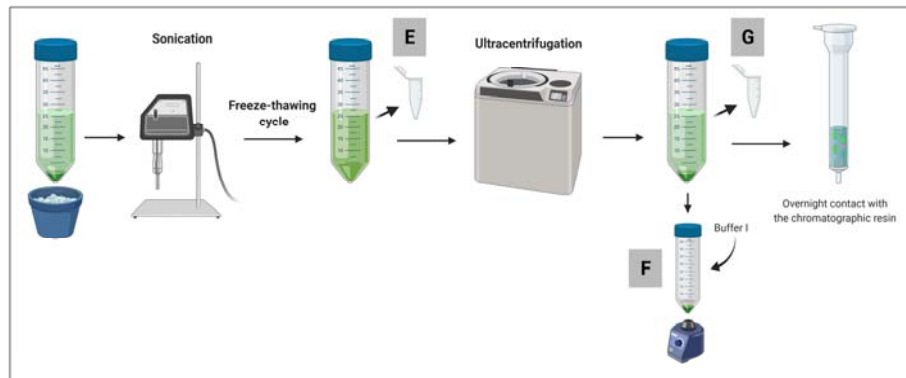 Sonication
Freeze-thawing
cycle
E
Ultracentrifugation
G
Overnight contact with
the chromatographic resin
Buffer I
F